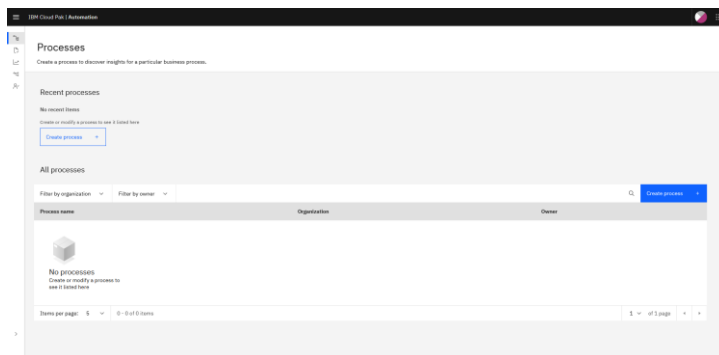 IBM Cloud Pak | Automation
Processes
Create a process to discover insights for a particular business process.
Recent processes
No recent items
Create or modify a process to see it listed here
Create process +
All processes
Filter by organization
Filter by owner
Create process +
Process name Organization Owner
No processes
Create or modify a process to
see it listed here
Items per page: 5 0 - 0 of 0 items 1 of 1 page